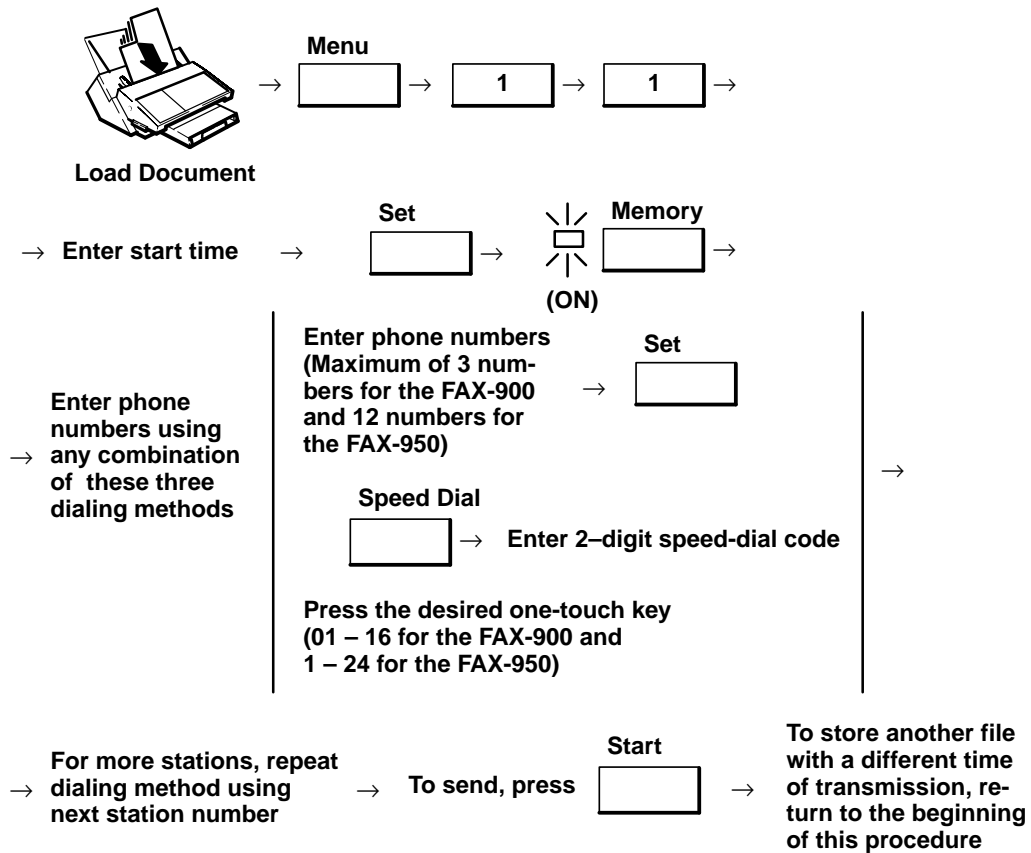 Menu
→ → 1 → 1 →
Load Document
Set Memory
→ Enter start time → → →
(ON)
Enter phone numbers
(Maximum of 3 num-
bers for the FAX-900
and 12 numbers for
the FAX-950)
→ Set
→ Enter phone
numbers using
any combination
of these three
dialing methods
→
Speed Dial
→ Enter 2–digit speed-dial code
Press the desired one-touch key
(01 – 16 for the FAX-900 and
1 – 24 for the FAX-950)
→ For more stations, repeat
dialing method using
next station number
→ To send, press
Start
→ To store another file
with a different time
of transmission, re-
turn to the beginning
of this procedure